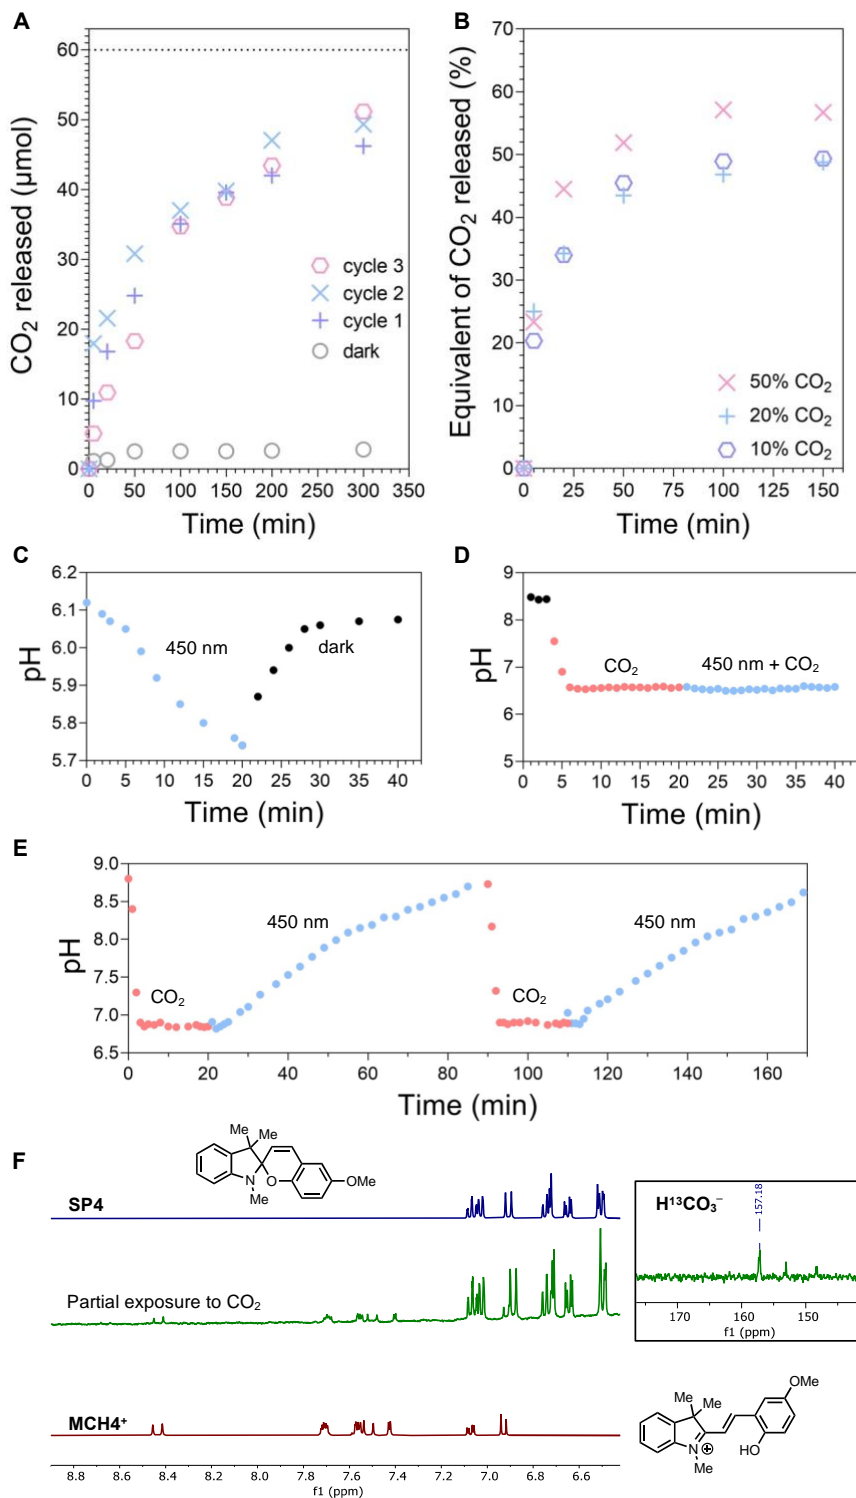 A
CO2 released (µmol)
60
50
40
30
20
10
0
cycle 3
cycle 2
cycle 1
dark
0 50 100 150 200 250 300 350
Time (min)
B
Equivalent of CO2 released (%)
70
60
50
40
30
20
10
0
50% CO2
20% CO2
10% CO2
0 25 50 75 100 125 150
Time (min)
C
pH
6.2
6.1
6.0
5.9
5.8
5.7
450 nm
dark
0 5 10 15 20 25 30 35 40
Time (min)
D
pH
9
8
7
6
5
CO2
450 nm + CO2
0 5 10 15 20 25 30 35 40
Time (min)
E
pH
9.0
8.5
8.0
7.5
7.0
6.5
450 nm
450 nm
CO2
CO2
0 20 40 60 80 100 120 140 160
Time (min)
F
Me Me
N
Me
O
OMe
SP4
Partial exposure to CO2
MCH4+
8.8 8.6 8.4 8.2 8.0 7.8 7.6 7.4 7.2 7.0 6.8 6.6
f1 (ppm)
H13CO3−
157.18
170 160 150
f1 (ppm)
OMe
Me Me
N
+
Me
HO